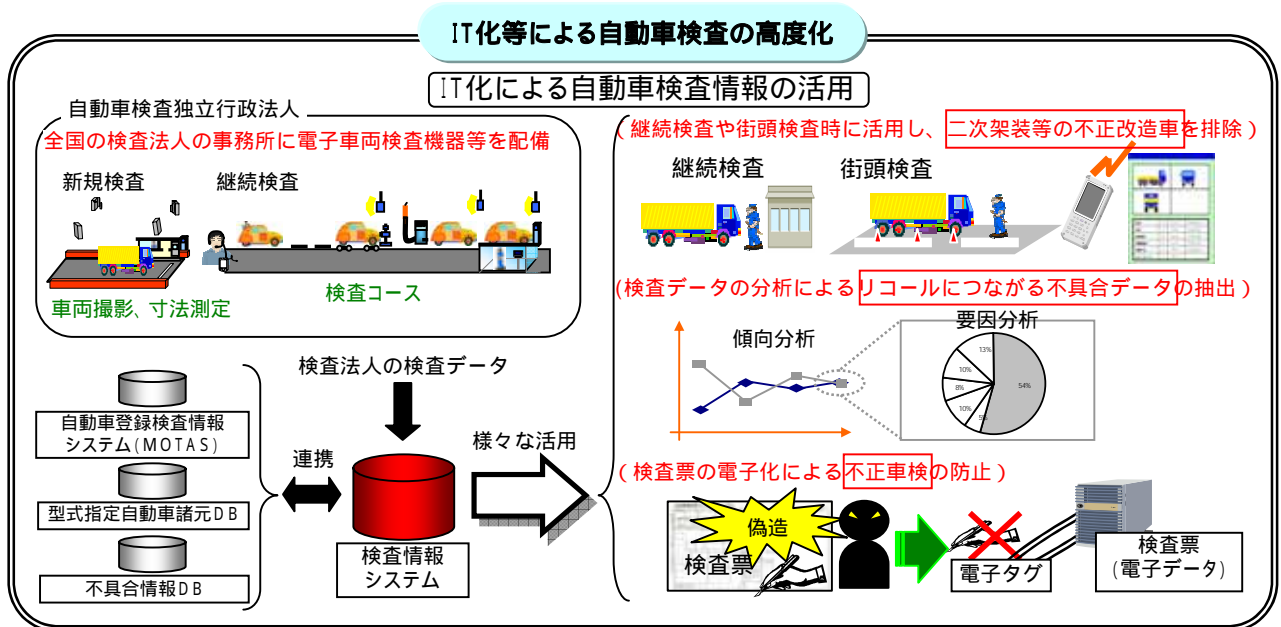 IT化等による自動車検査の高度化
IT化による自動車検査情報の活用
自動車検査独立行政法人
全国の検査法人の事務所に電子車両検査機器等を配備
新規検査
継続検査
車両撮影、寸法測定
検査コース
検査法人の検査データ
自動車登録検査情報
システム(MOTAS)
型式指定自動車諸元DB
不具合情報DB
連携
検査情報
システム
様々な活用
(継続検査や街頭検査時に活用し、二次架装等の不正改造車を排除)
継続検査
街頭検査
(検査データの分析によるリコールにつながる不具合データの抽出)
傾向分析
要因分析
13%
10%
8%
10%
5%
54%
(検査票の電子化による不正車検の防止)
偽造
検査票
電子タグ
検査票
(電子データ)